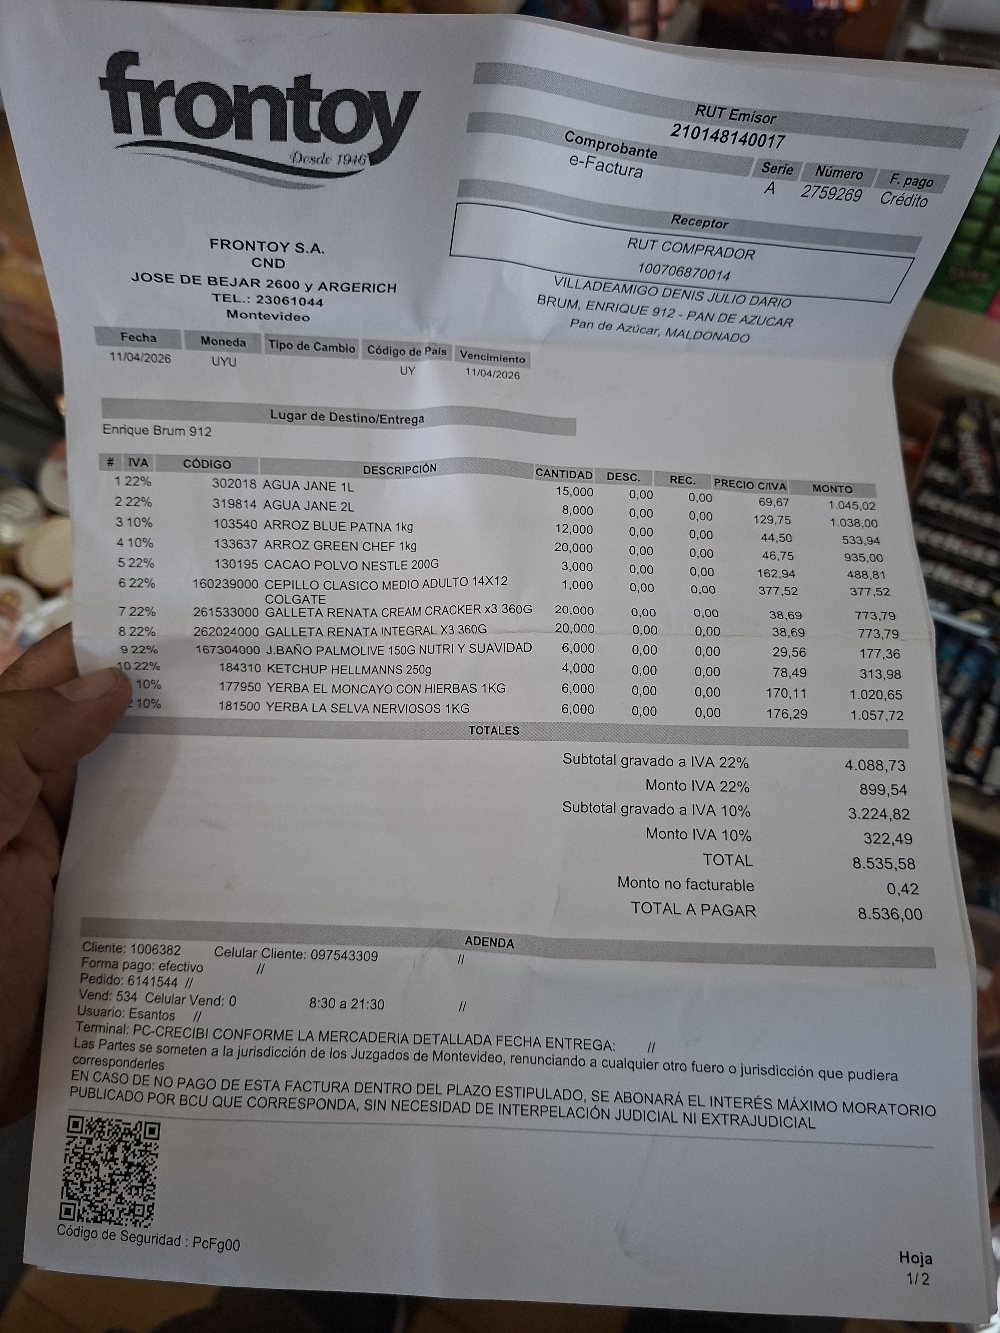 frontoy
Desde 1946
RUT Emisor
210148140017
Comprobante Serie Número F. pago
e-Factura A 2759269 Crédito
Receptor
RUT COMPRADOR
100706870014
VILLADEAMIGO DENIS JULIO DARIO
BRUM, ENRIQUE 912 - PAN DE AZUCAR
Pan de Azúcar, MALDONADO
FRONTOY S.A.
CND
JOSE DE BEJAR 2600 y ARGERICH
TEL.: 23061044
Montevideo
Fecha Moneda Tipo de Cambio Código de País Vencimiento
11/04/2026 UYU UY 11/04/2026
Lugar de Destino/Entrega
Enrique Brum 912
# IVA CÓDIGO DESCRIPCIÓN CANTIDAD DESC. REC. PRECIO C/IVA MONTO
1 22% 302018 AGUA JANE 1L 15,000 0,00 0,00 69,67 1.045,02
2 22% 319814 AGUA JANE 2L 8,000 0,00 0,00 129,75 1.038,00
3 10% 103540 ARROZ BLUE PATNA 1kg 12,000 0,00 0,00 44,50 533,94
4 10% 133637 ARROZ GREEN CHEF 1kg 20,000 0,00 0,00 46,75 935,00
5 22% 130195 CACAO POLVO NESTLE 200G 3,000 0,00 0,00 162,94 488,81
6 22% 160239000 CEPILLO CLASICO MEDIO ADULTO 14X12 1,000 0,00 0,00 377,52 377,52
COLGATE
7 22% 261533000 GALLETA RENATA CREAM CRACKER x3 360G 20,000 0,00 0,00 38,69 773,79
8 22% 262024000 GALLETA RENATA INTEGRAL X3 360G 20,000 0,00 0,00 38,69 773,79
9 22% 167304000 J.BAÑO PALMOLIVE 150G NUTRI Y SUAVIDAD 6,000 0,00 0,00 29,56 177,36
10 22% 184310 KETCHUP HELLMANNS 250g 4,000 0,00 0,00 78,49 313,98
10% 177950 YERBA EL MONCAYO CON HIERBAS 1KG 6,000 0,00 0,00 170,11 1.020,65
2 10% 181500 YERBA LA SELVA NERVIOSOS 1KG 6,000 0,00 0,00 176,29 1.057,72
TOTALES
Subtotal gravado a IVA 22% 4.088,73
Monto IVA 22% 899,54
Subtotal gravado a IVA 10% 3.224,82
Monto IVA 10% 322,49
TOTAL 8.535,58
Monto no facturable 0,42
TOTAL A PAGAR 8.536,00
ADENDA
Cliente: 1006382 Celular Cliente: 097543309 //
Forma pago: efectivo //
Pedido: 6141544 //
Vend: 534 Celular Vend: 0 8:30 a 21:30 //
Usuario: Esantos //
Terminal: PC-CRECIBI CONFORME LA MERCADERIA DETALLADA FECHA ENTREGA: //
Las Partes se someten a la jurisdicción de los Juzgados de Montevideo, renunciando a cualquier otro fuero o jurisdicción que pudiera
corresponderles
EN CASO DE NO PAGO DE ESTA FACTURA DENTRO DEL PLAZO ESTIPULADO, SE ABONARÁ EL INTERÉS MÁXIMO MORATORIO
PUBLICADO POR BCU QUE CORRESPONDA, SIN NECESIDAD DE INTERPELACIÓN JUDICIAL NI EXTRAJUDICIAL
Código de Seguridad : PcFg00
Hoja
1/2